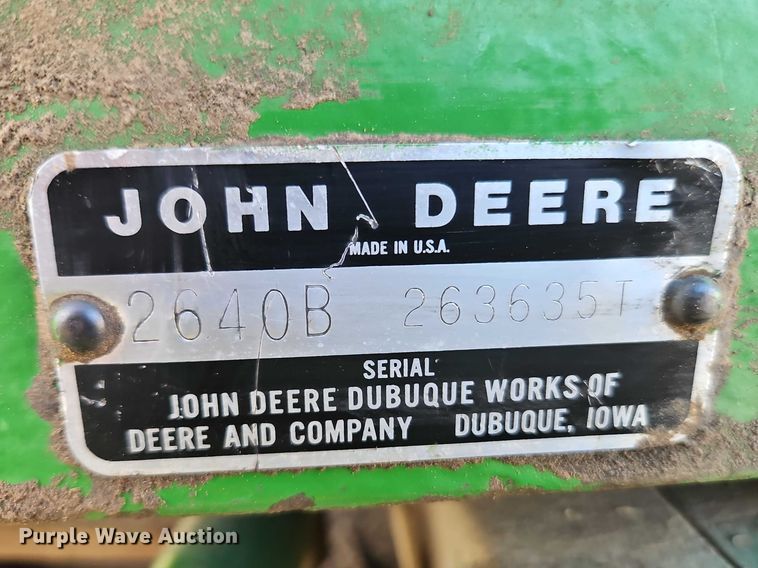 JOHN DEERE
MADE IN U.S.A.
2640B 263635T
SERIAL
JOHN DEERE DUBUQUE WORKS OF
DEERE AND COMPANY DUBUQUE, IOWA
Purple Wave Auction